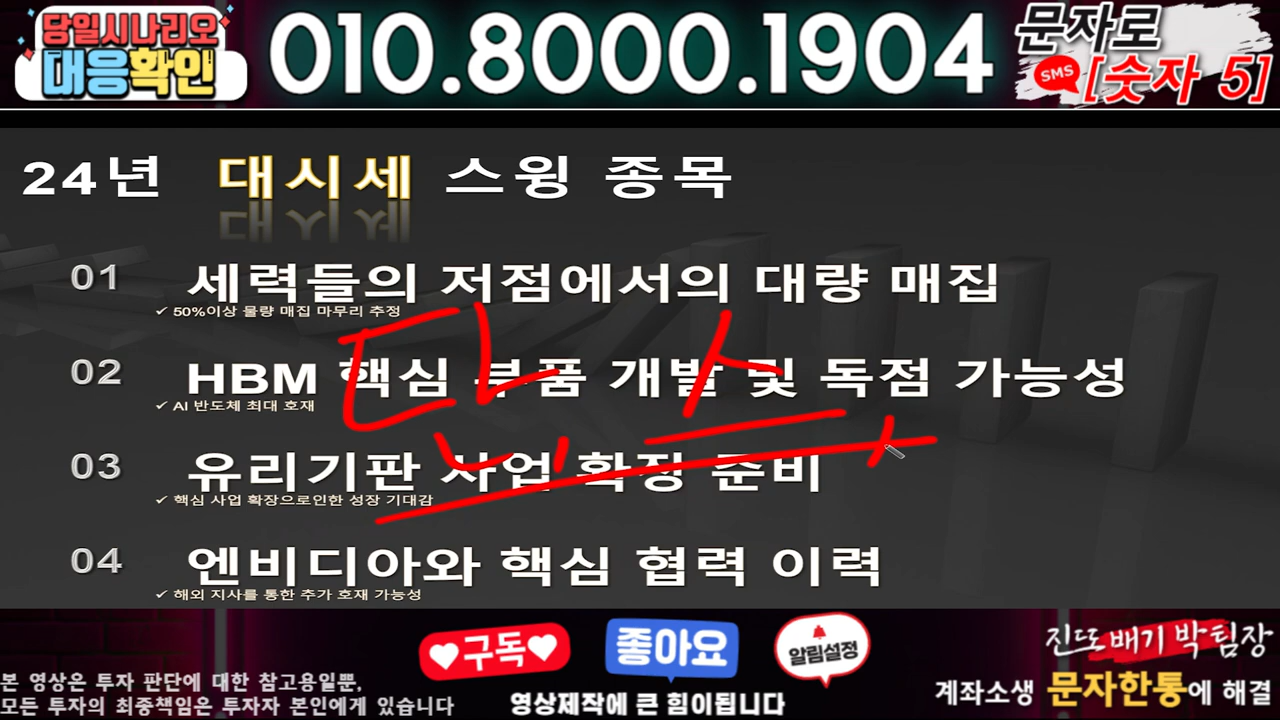 당일시나리오
대응확인
010.8000.1904
문자로
SMS
[숫자 5]
24년 대시세 스윙 종목
01 세력들의 저점에서의 대량 매집
✓ 50%이상 물량 매집 마무리 추정
02 HBM 핵심 부품 개발 및 독점 가능성
✓ AI 반도체 최대 호재
03 유리기판 사업 확장 준비
✓ 핵심 사업 확장으로인한 성장 기대감
04 엔비디아와 핵심 협력 이력
✓ 해외 지사를 통한 추가 호재 가능성
구독
좋아요
알림설정
영상제작에 큰 힘이됩니다
본 영상은 투자 판단에 대한 참고용일뿐,
모든 투자의 최종책임은 투자자 본인에게 있습니다
진또배기 박팀장
계좌소생 문자한통에 해결